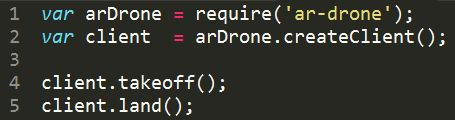 1 var arDrone = require('ar-drone');
2 var client  = arDrone.createClient();
3
4 client.takeoff();
5 client.land();